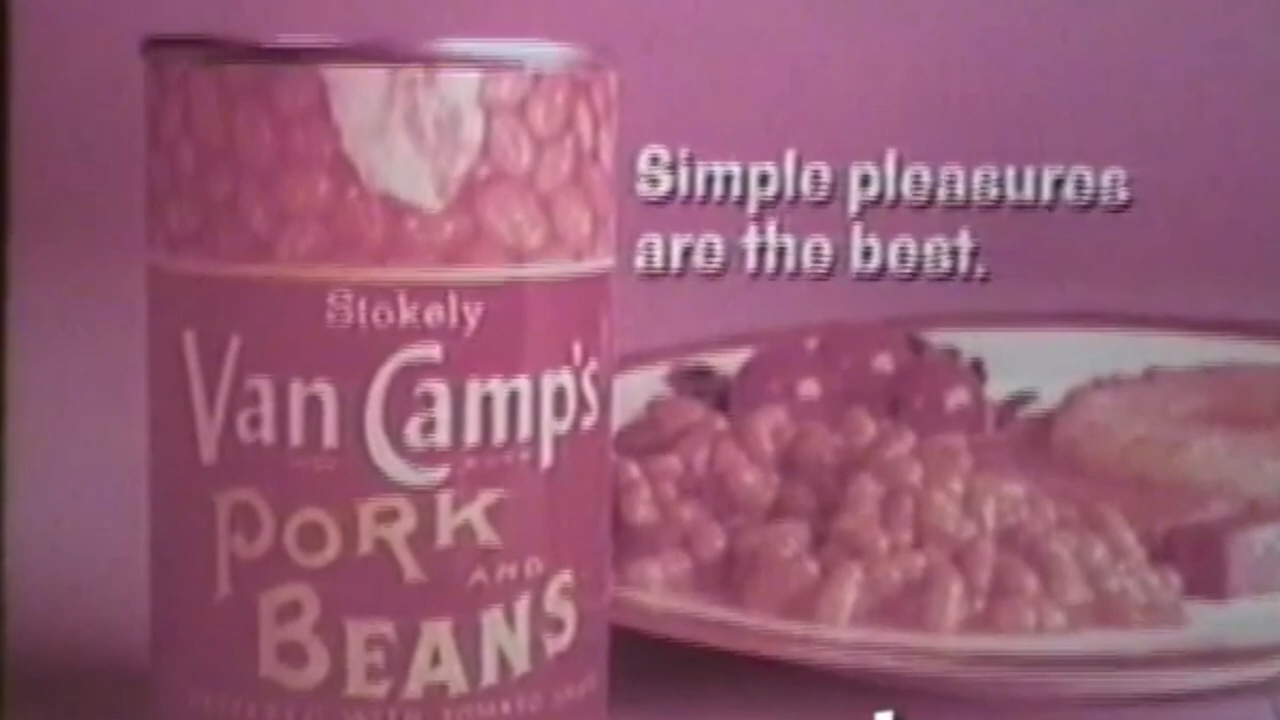 Simple pleasures
are the best.
Stokely
Van Camp's
PORK
AND
BEANS